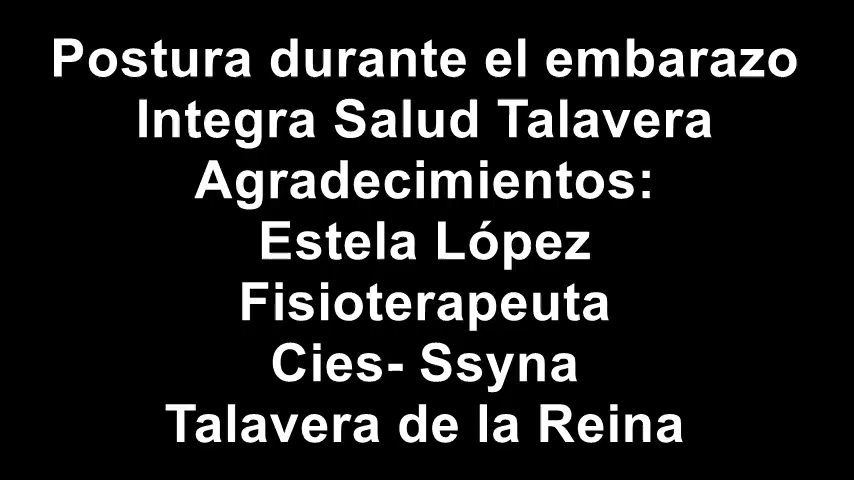 Postura durante el embarazo
Integra Salud Talavera
Agradecimientos:
Estela López
Fisioterapeuta
Cies- Ssyna
Talavera de la Reina